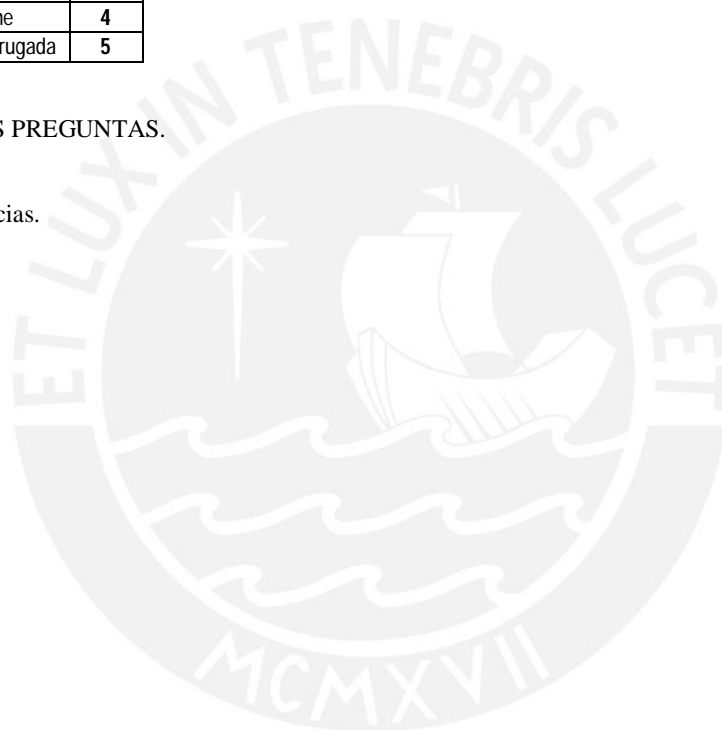 ne 4
rugada 5
S PREGUNTAS.
cias.
ET LUX IN TENEBRIS LUCET
MCMXVII